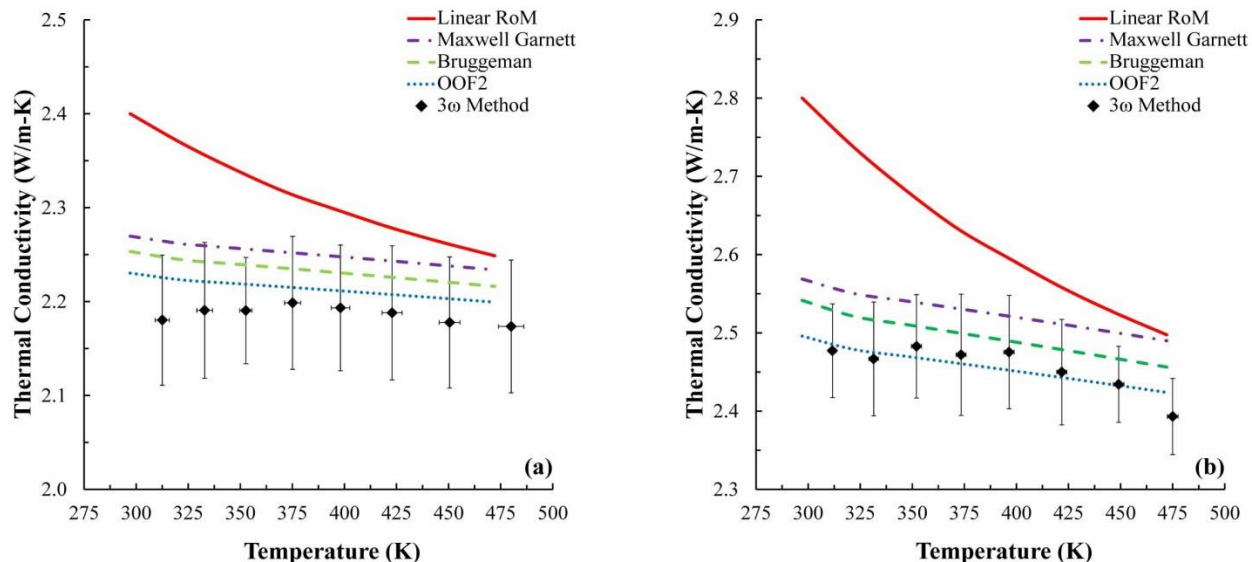 2.5
2.4
2.3
2.2
2.1
2.0
Thermal Conductivity (W/m-K)
Linear RoM
Maxwell Garnett
Bruggeman
OOF2
3ω Method
(a)
275 300 325 350 375 400 425 450 475 500
Temperature (K)
2.9
2.8
2.7
2.6
2.5
2.4
2.3
Thermal Conductivity (W/m-K)
Linear RoM
Maxwell Garnett
Bruggeman
OOF2
3ω Method
(b)
275 300 325 350 375 400 425 450 475 500
Temperature (K)